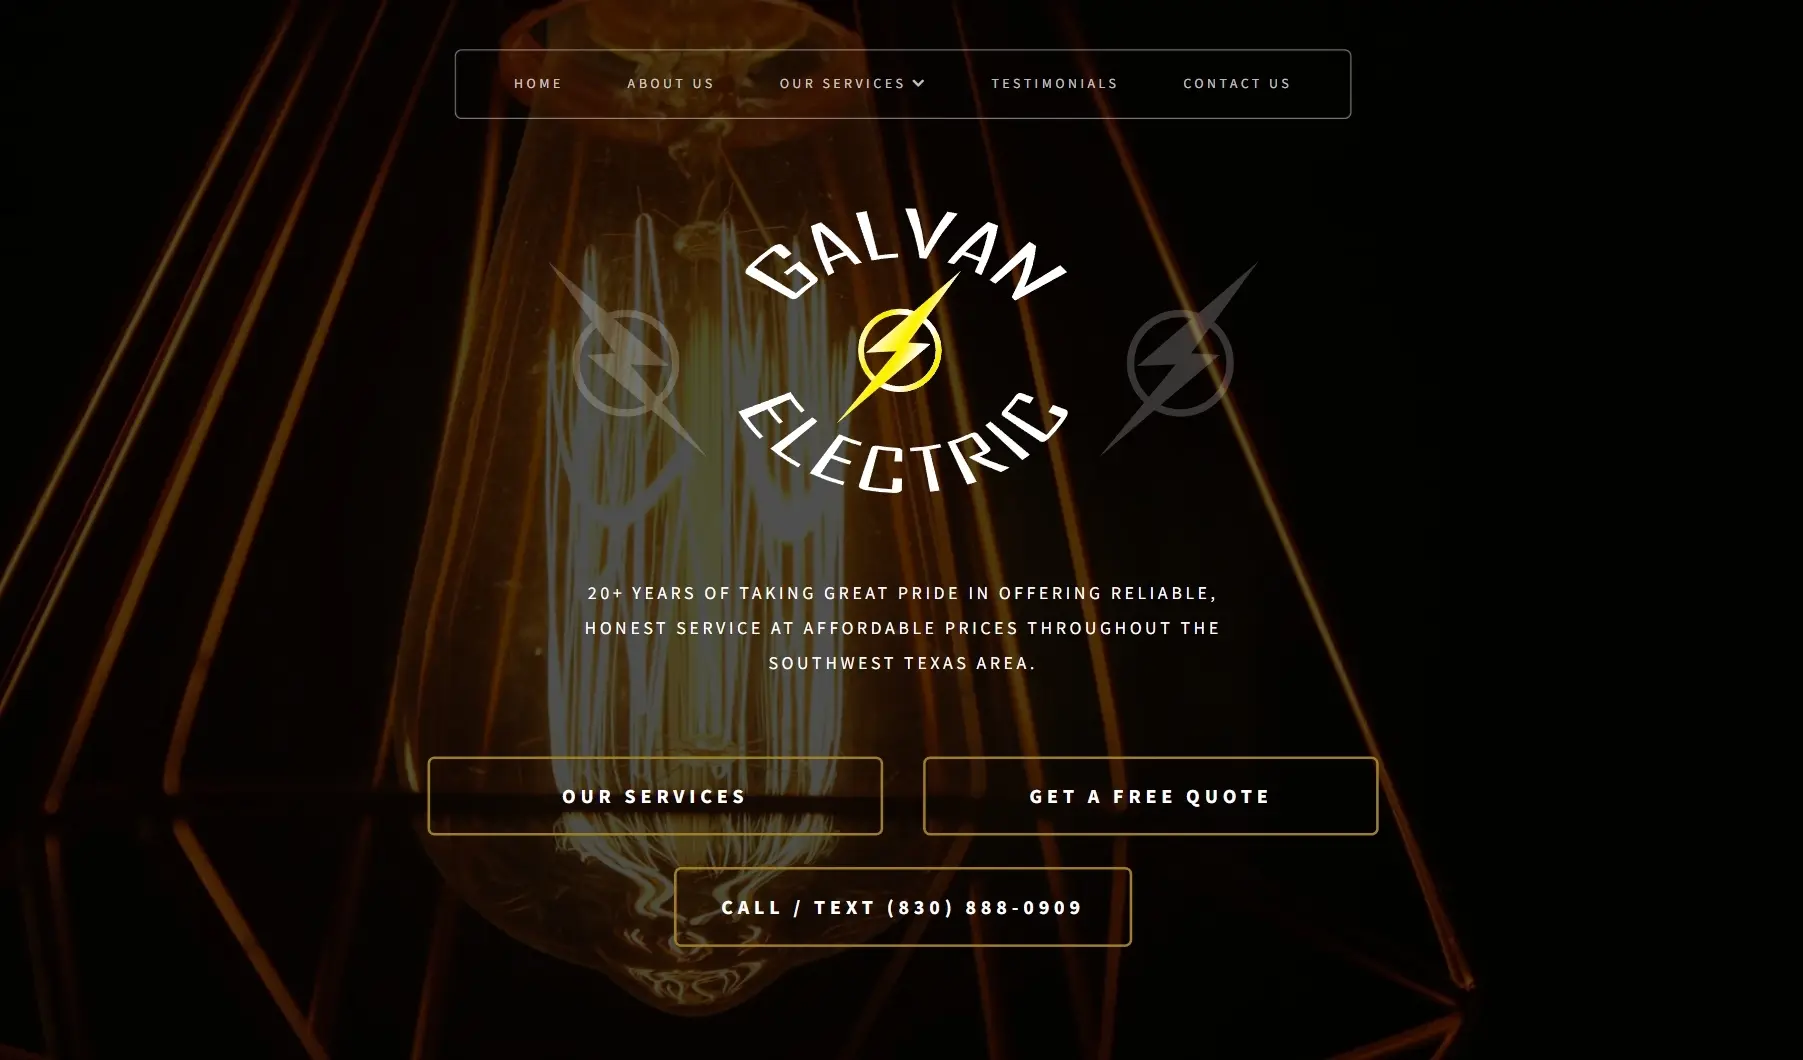 HOME
ABOUT US
OUR SERVICES
TESTIMONIALS
CONTACT US
GALVAN
ELECTRIC
20+ YEARS OF TAKING GREAT PRIDE IN OFFERING RELIABLE,
HONEST SERVICE AT AFFORDABLE PRICES THROUGHOUT THE
SOUTHWEST TEXAS AREA.
OUR SERVICES
GET A FREE QUOTE
CALL / TEXT (830) 888-0909